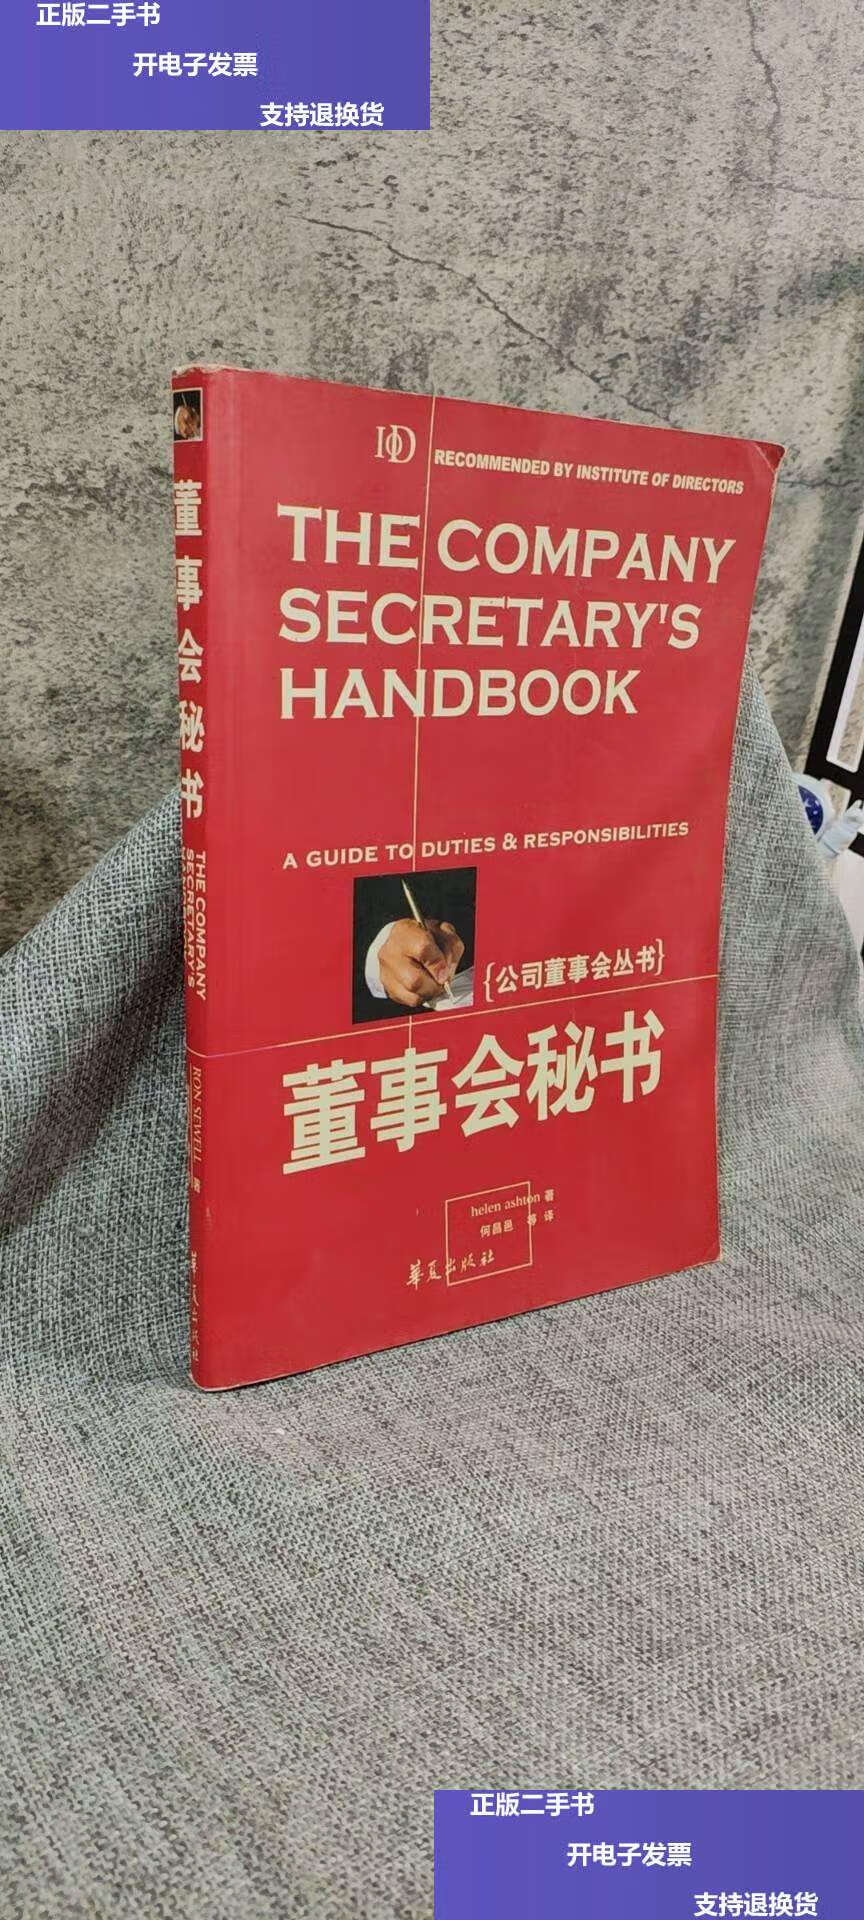 正版二手书
开电子发票
支持退换货
IOD
RECOMMENDED BY INSTITUTE OF DIRECTORS
THE COMPANY
SECRETARY'S
HANDBOOK
A GUIDE TO DUTIES & RESPONSIBILITIES
{公司董事会丛书}
董事会秘书
helen ashton 著
何昌邑 等 译
華夏出版社
董事会秘书
THE COMPANY
SECRETARY'S
RON SEWELL 著
正版二手书
开电子发票
支持退换货